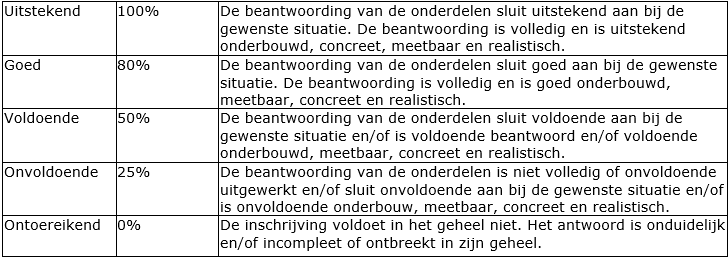 Uitstekend 100% De beantwoording van de onderdelen sluit uitstekend aan bij de
gewenste situatie. De beantwoording is volledig en is uitstekend
onderbouwd, concreet, meetbaar en realistisch.
Goed 80% De beantwoording van de onderdelen sluit goed aan bij de gewenste
situatie. De beantwoording is volledig en is goed onderbouwd,
meetbaar, concreet en realistisch.
Voldoende 50% De beantwoording van de onderdelen sluit voldoende aan bij de
gewenste situatie en/of is voldoende beantwoord en/of voldoende
onderbouwd, meetbaar, concreet en realistisch.
Onvoldoende 25% De beantwoording van de onderdelen is niet volledig of onvoldoende
uitgewerkt en/of sluit onvoldoende aan bij de gewenste situatie en/of
is onvoldoende onderbouw, meetbaar, concreet en realistisch.
Ontoereikend 0% De inschrijving voldoet in het geheel niet. Het antwoord is onduidelijk
en/of incompleet of ontbreekt in zijn geheel.